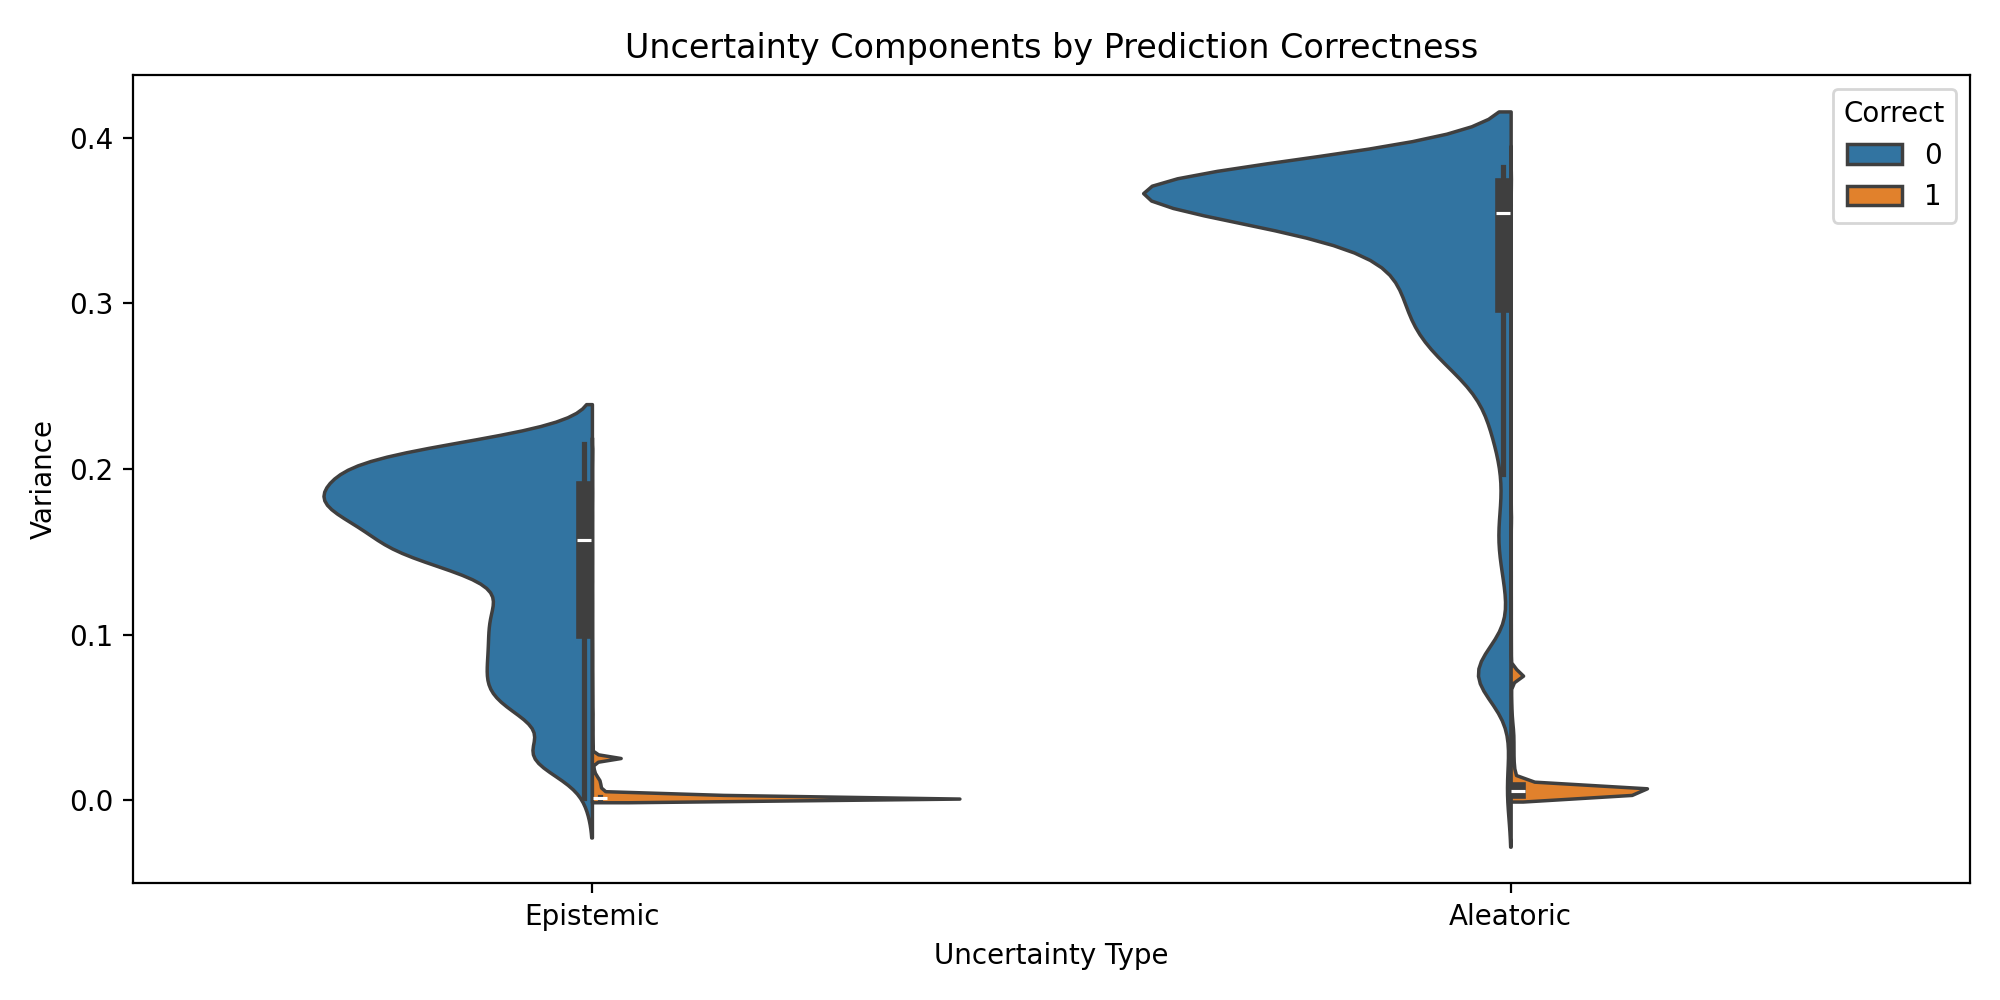 Uncertainty Components by Prediction Correctness
Correct
0
1
0.4
0.3
0.2
0.1
0.0
Variance
Epistemic
Aleatoric
Uncertainty Type